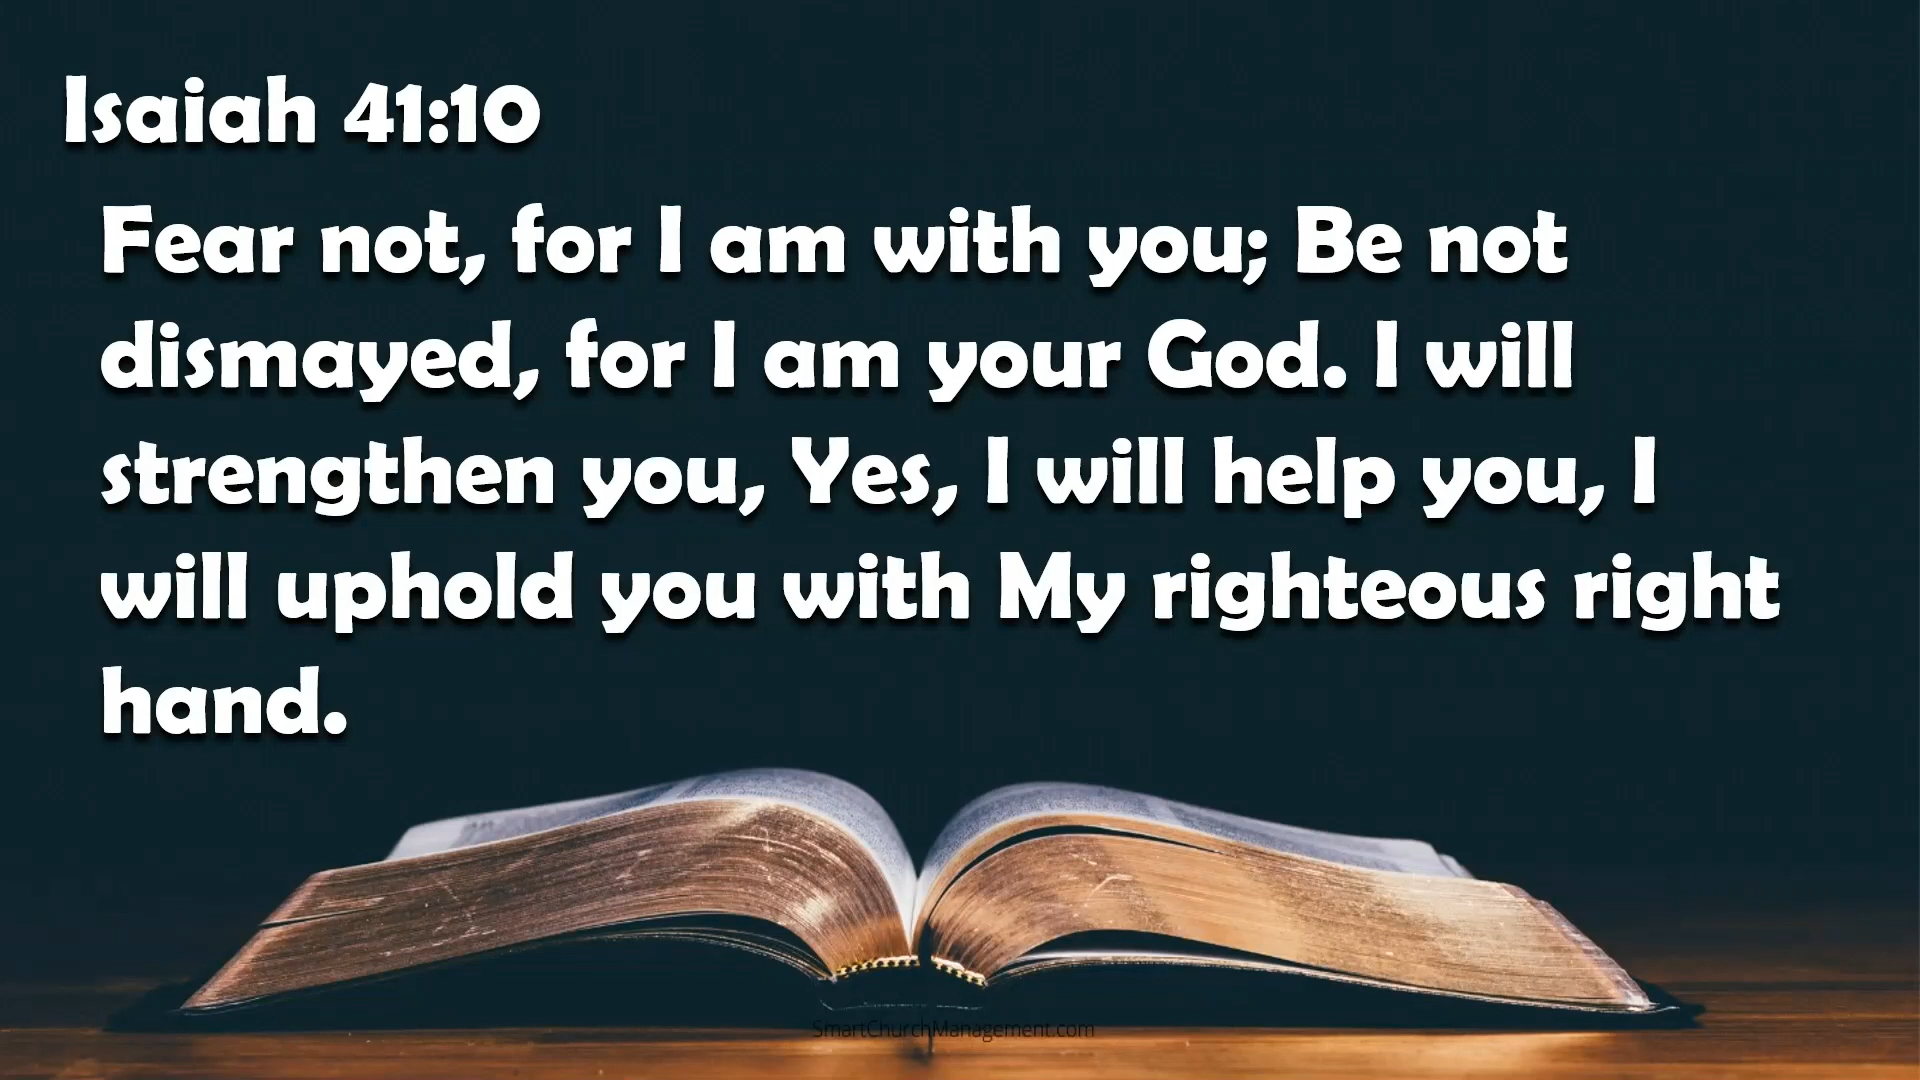 Isaiah 41:10
Fear not, for I am with you; Be not
dismayed, for I am your God. I will
strengthen you, Yes, I will help you, I
will uphold you with My righteous right
hand.
SmartChurchManagement.com